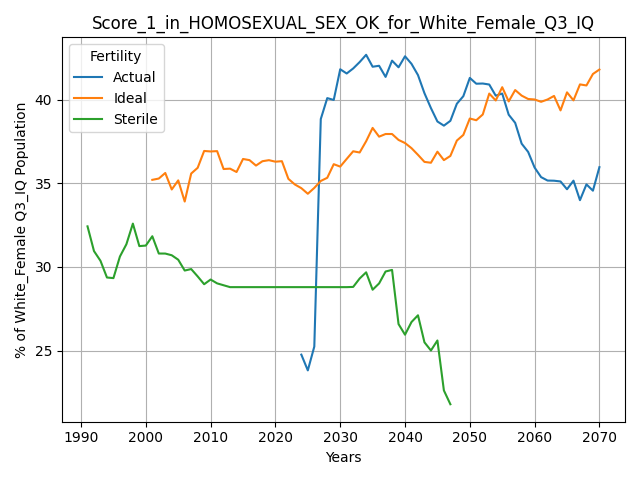 Score_1_in_HOMOSEXUAL_SEX_OK_for_White_Female_Q3_IQ
Fertility
Actual
Ideal
Sterile
% of White_Female Q3_IQ Population
40
35
30
25
1990 2000 2010 2020 2030 2040 2050 2060 2070
Years